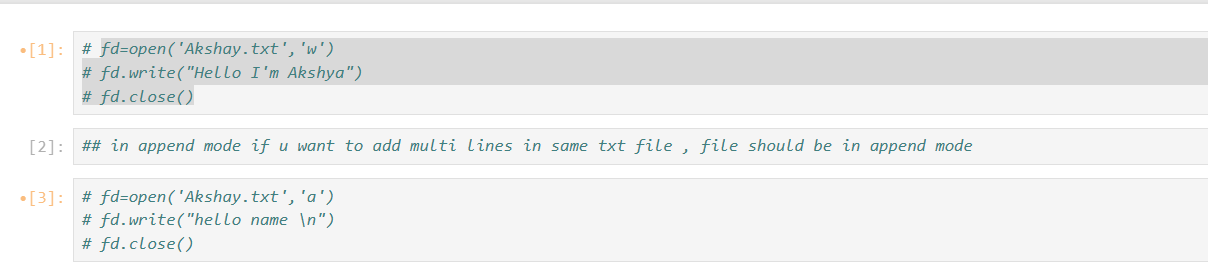 [1]: # fd=open('Akshay.txt','w')
# fd.write("Hello I'm Akshya")
# fd.close()
[2]: ## in append mode if u want to add multi lines in same txt file , file should be in append mode
[3]: # fd=open('Akshay.txt','a')
# fd.write("hello name \n")
# fd.close()